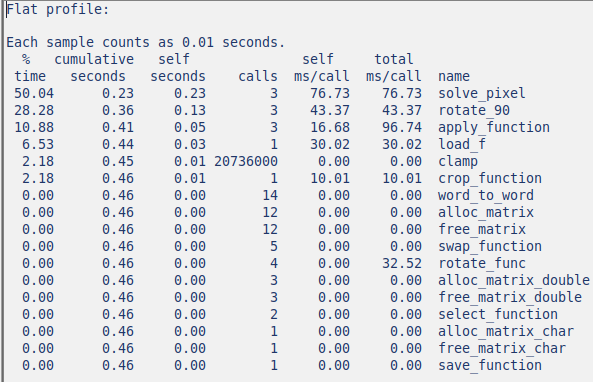 Flat profile:

Each sample counts as 0.01 seconds.
  %   cumulative   self              self     total
 time   seconds   seconds    calls  ms/call  ms/call  name
 50.04      0.23     0.23        3    76.73    76.73  solve_pixel
 28.28      0.36     0.13        3    43.37    43.37  rotate_90
 10.88      0.41     0.05        3    16.68    96.74  apply_function
  6.53      0.44     0.03        1    30.02    30.02  load_f
  2.18      0.45     0.01 20736000     0.00     0.00  clamp
  2.18      0.46     0.01        1    10.01    10.01  crop_function
  0.00      0.46     0.00       14     0.00     0.00  word_to_word
  0.00      0.46     0.00       12     0.00     0.00  alloc_matrix
  0.00      0.46     0.00       12     0.00     0.00  free_matrix
  0.00      0.46     0.00        5     0.00     0.00  swap_function
  0.00      0.46     0.00        4     0.00    32.52  rotate_func
  0.00      0.46     0.00        3     0.00     0.00  alloc_matrix_double
  0.00      0.46     0.00        3     0.00     0.00  free_matrix_double
  0.00      0.46     0.00        2     0.00     0.00  select_function
  0.00      0.46     0.00        1     0.00     0.00  alloc_matrix_char
  0.00      0.46     0.00        1     0.00     0.00  free_matrix_char
  0.00      0.46     0.00        1     0.00     0.00  save_function